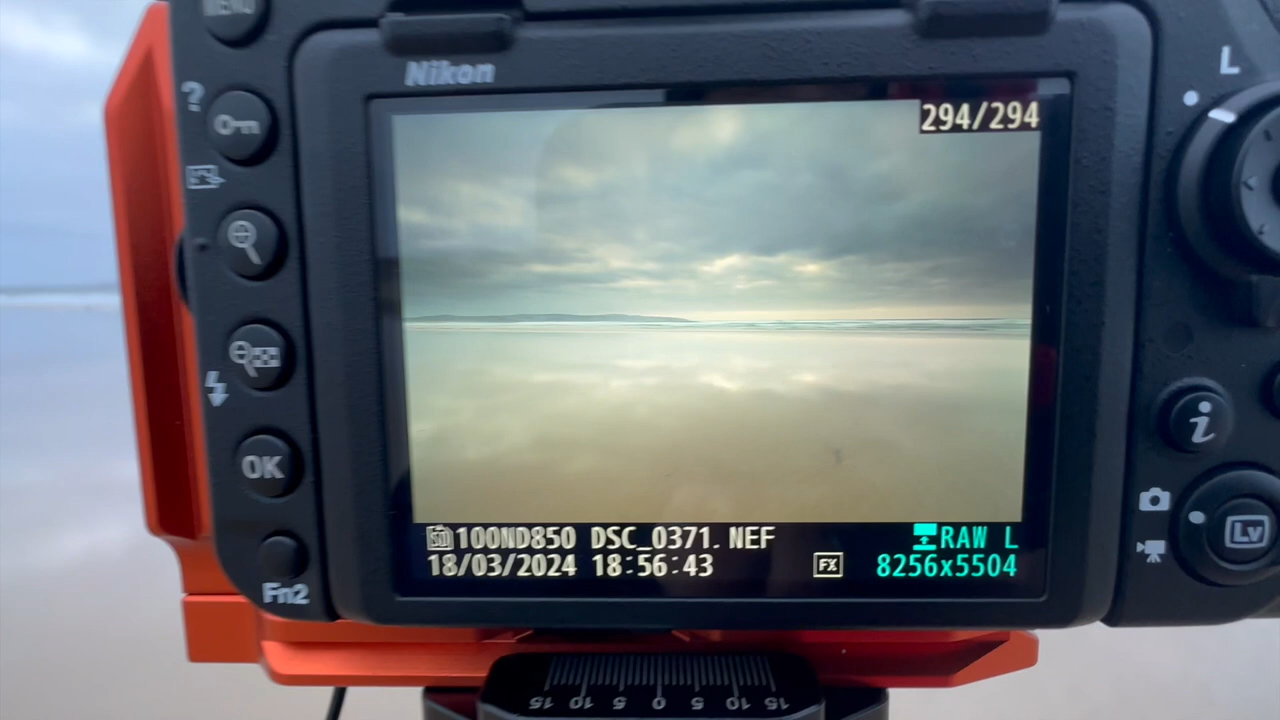 MENU
Nikon
L
?
294/294
OK
i
Lv
100ND850 DSC_0371.NEF RAW L
18/03/2024 18:56:43 FX 8256x5504
Fn2
15 10 5 0 5 10 15